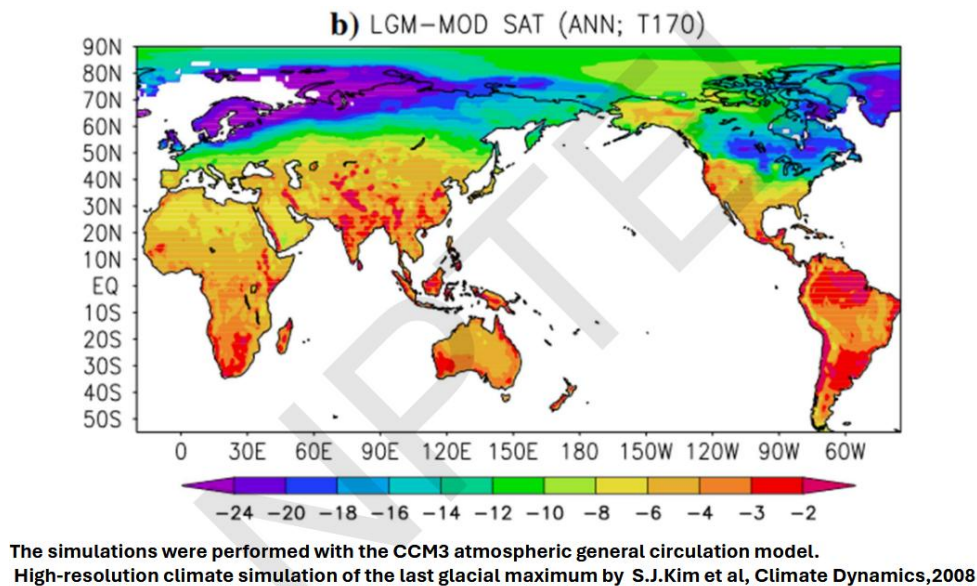 b) LGM-MOD SAT (ANN; T170)
90N
80N
70N
60N
50N
40N
30N
20N
10N
EQ
10S
20S
30S
40S
50S
0 30E 60E 90E 120E 150E 180 150W 120W 90W 60W
-24 -20 -18 -16 -14 -12 -10 -8 -6 -4 -3 -2
NPTEL
The simulations were performed with the CCM3 atmospheric general circulation model.
High-resolution climate simulation of the last glacial maximum by S.J.Kim et al, Climate Dynamics,2008